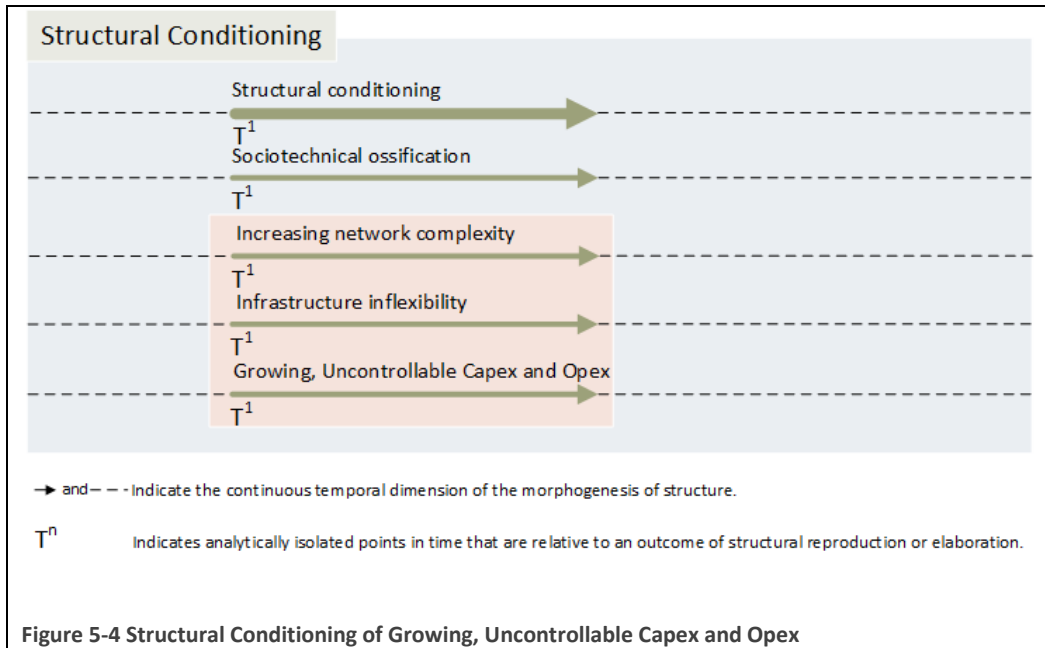 Structural Conditioning
Structural conditioning
T¹
Sociotechnical ossification
T¹
Increasing network complexity
T¹
Infrastructure inflexibility
T¹
Growing, Uncontrollable Capex and Opex
T¹
and Indicate the continuous temporal dimension of the morphogenesis of structure.
Tⁿ Indicates analytically isolated points in time that are relative to an outcome of structural reproduction or elaboration.
Figure 5-4 Structural Conditioning of Growing, Uncontrollable Capex and Opex